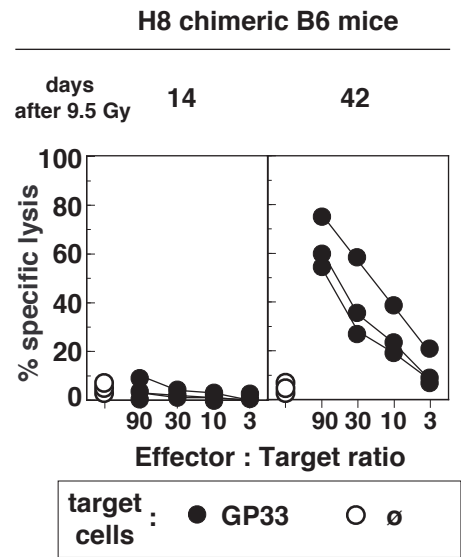 H8 chimeric B6 mice
days
after 9.5 Gy 14 42
100
80
60
40
20
0
% specific lysis
90 30 10 3 90 30 10 3
Effector : Target ratio
target
cells : ● GP33 ○ ø